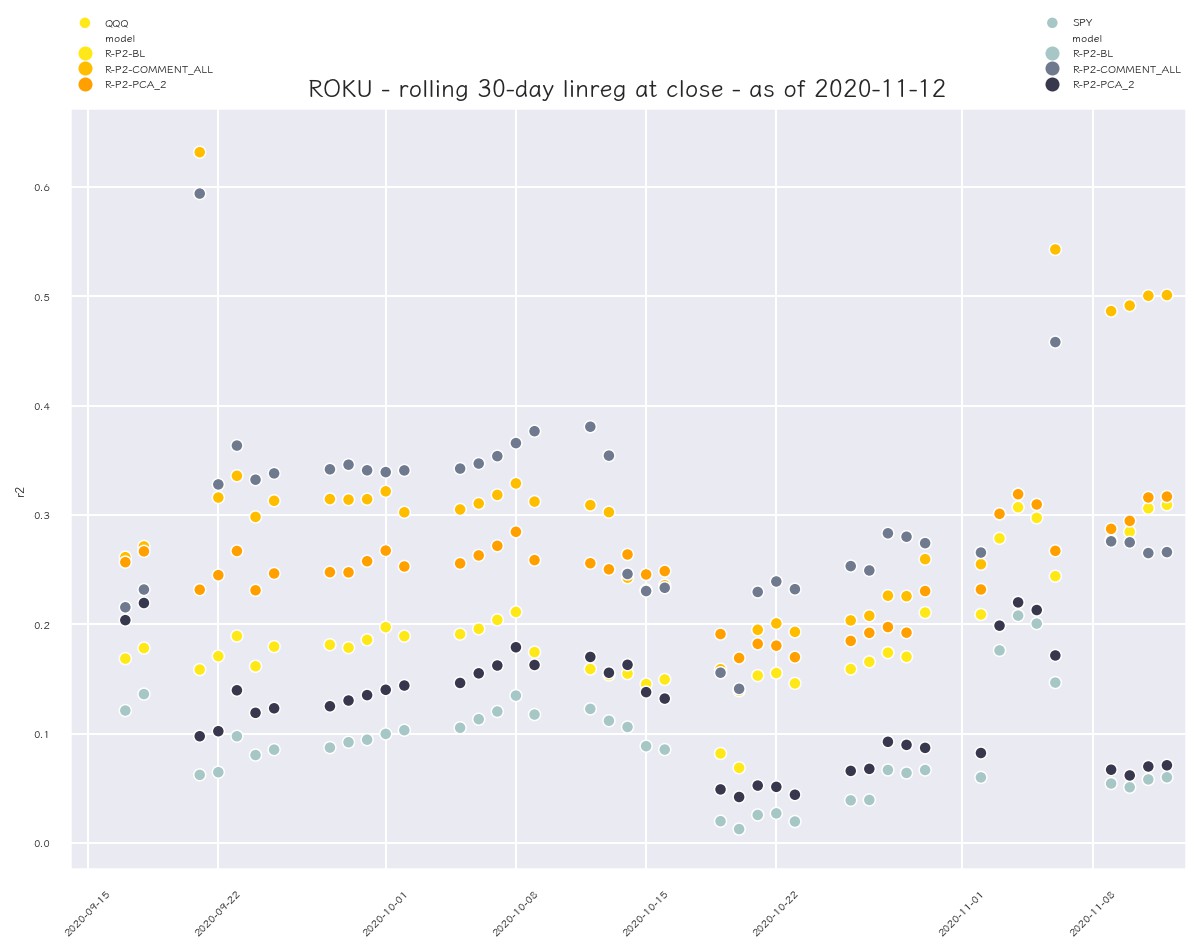 QQQ
model
R-P2-BL
R-P2-COMMENT_ALL
R-P2-PCA_2
SPY
model
R-P2-BL
R-P2-COMMENT_ALL
R-P2-PCA_2
ROKU - rolling 30-day linreg at close - as of 2020-11-12
r2
0.6
0.5
0.4
0.3
0.2
0.1
0.0
2020-09-15
2020-09-22
2020-10-01
2020-10-08
2020-10-15
2020-10-22
2020-11-01
2020-11-08